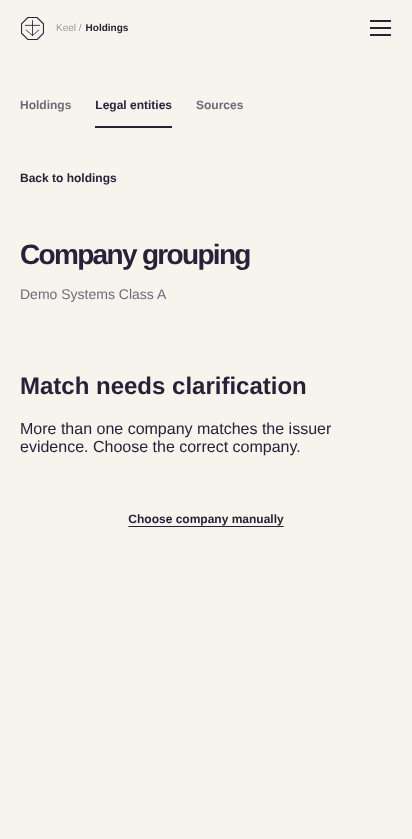 Keel / Holdings
Holdings Legal entities Sources
Back to holdings
Company grouping
Demo Systems Class A
Match needs clarification
More than one company matches the issuer
evidence. Choose the correct company.
Choose company manually